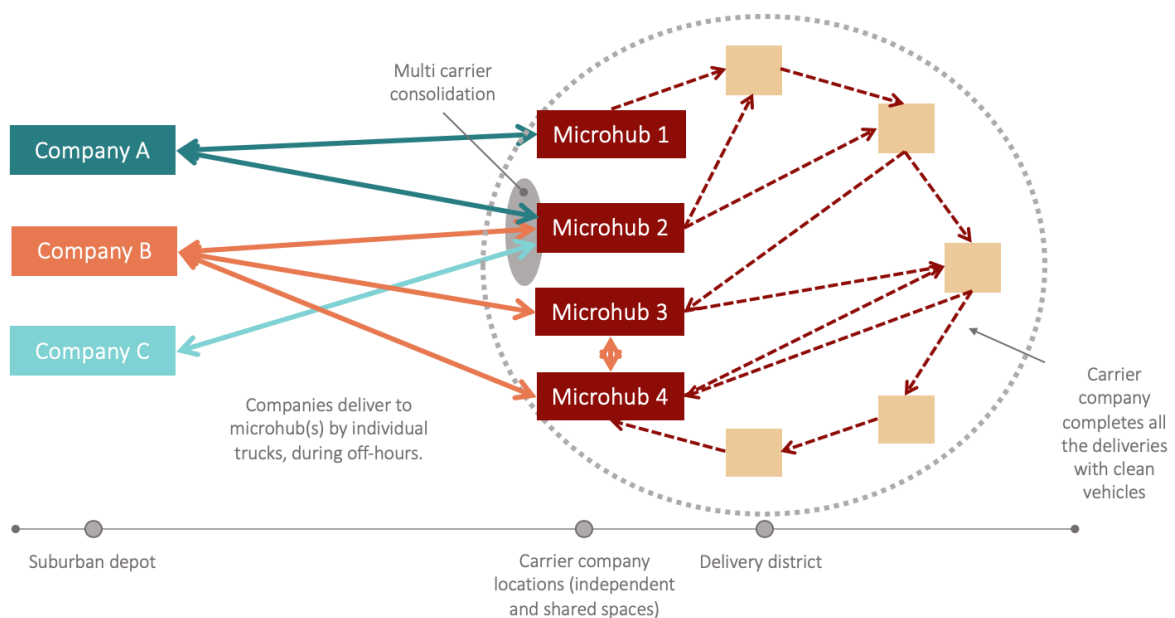 Multi carrier
consolidation
Company A
Microhub 1
Company B
Microhub 2
Company C
Microhub 3
Microhub 4
Companies deliver to
microhub(s) by individual
trucks, during off-hours.
Carrier
company
completes all
the deliveries
with clean
vehicles
Suburban depot
Carrier company
locations (independent
and shared spaces)
Delivery district